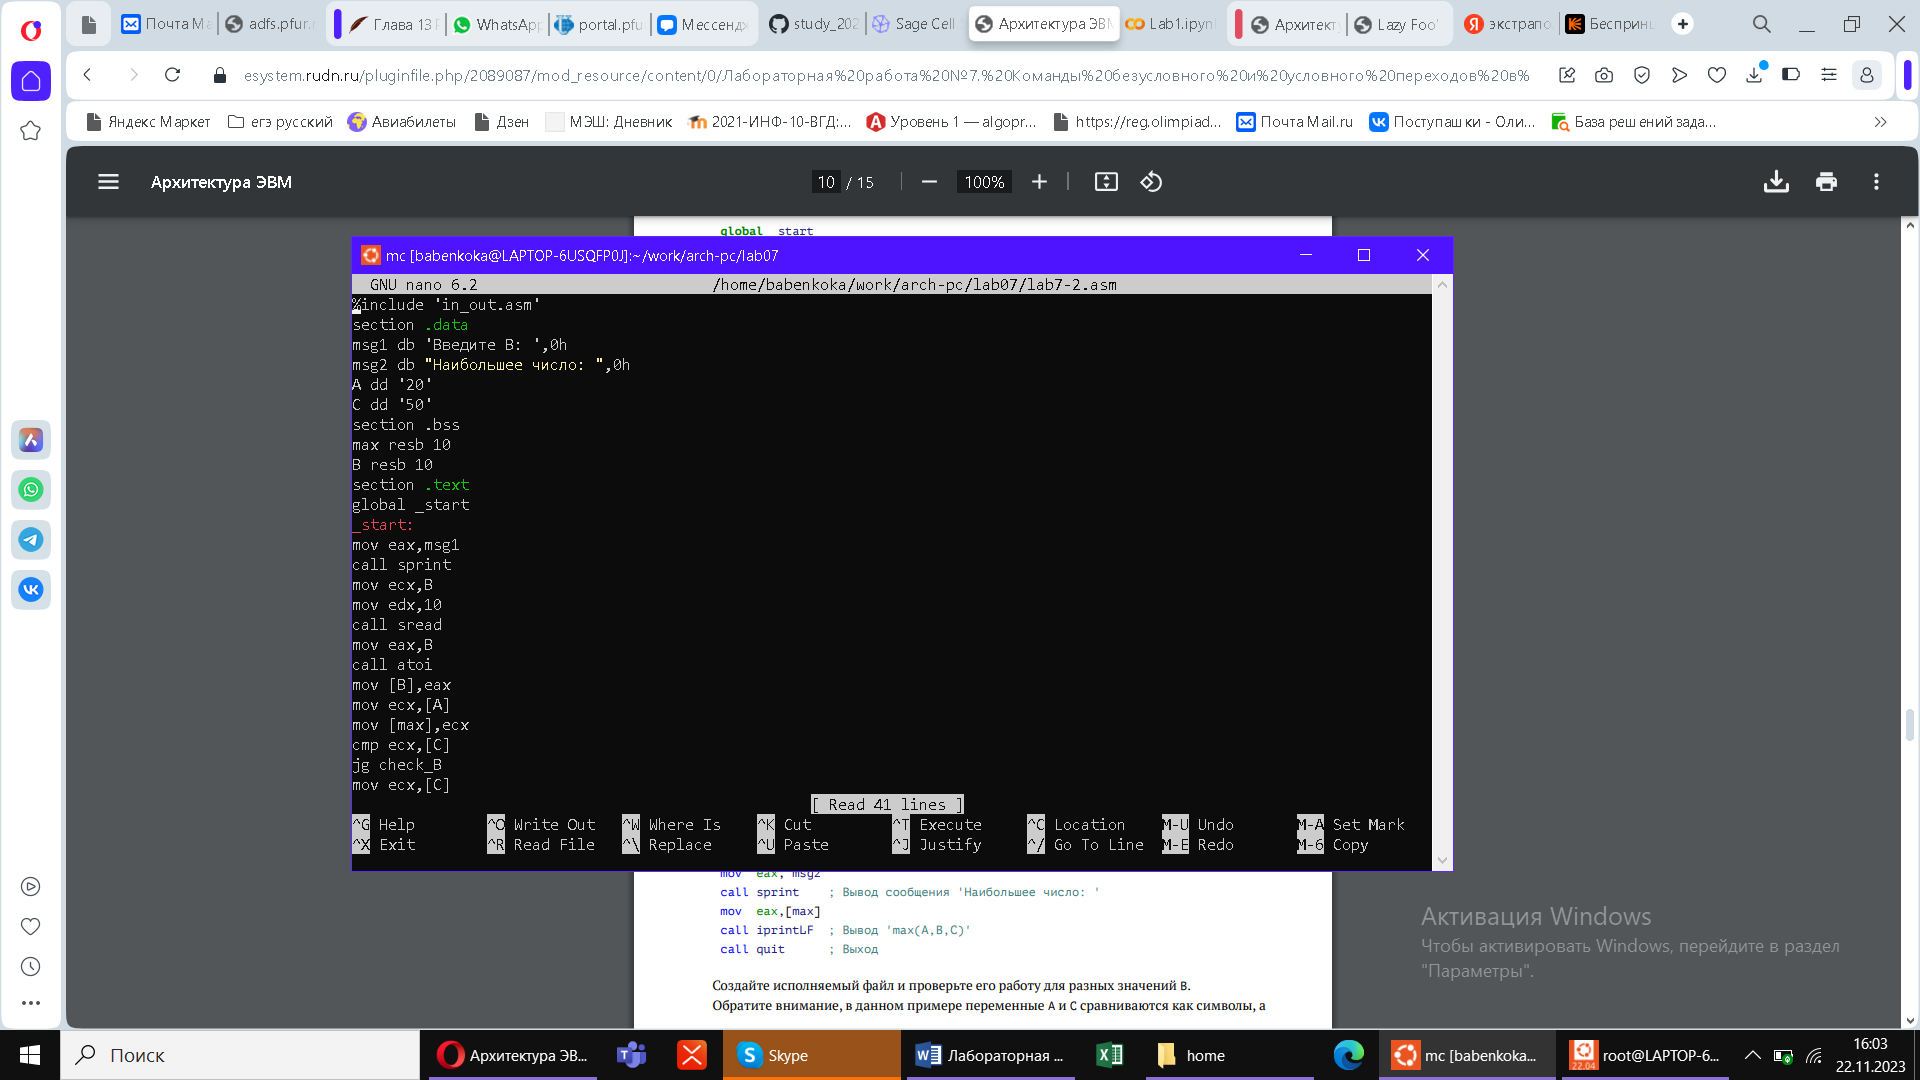 Почта Ma
adfs.pfur.r
Глава 13 Р
WhatsApp
portal.pfu
Мессендж
study_202
Sage Cell
Архитектура ЭВМ
Lab1.ipyn
Архитект
Lazy Foo'
экстрапо
Беспринц
esystem.rudn.ru/pluginfile.php/2089087/mod_resource/content/0/Лабораторная%20работа%20№7.%20Команды%20безусловного%20и%20условного%20переходов%20в%
Яндекс Маркет
егэ русский
Авиабилеты
Дзен
МЭШ: Дневник
2021-ИНФ-10-ВГД:...
Уровень 1 — algopr...
https://reg.olimpiad...
Почта Mail.ru
Поступашки - Оли...
База решений зада...
Архитектура ЭВМ
10 / 15
100%
global _start
mc [babenkoka@LAPTOP-6USQFP0J]:~/work/arch-pc/lab07
GNU nano 6.2 /home/babenkoka/work/arch-pc/lab07/lab7-2.asm
%include 'in_out.asm'
section .data
msg1 db 'Введите B: ',0h
msg2 db "Наибольшее число: ",0h
A dd '20'
C dd '50'
section .bss
max resb 10
B resb 10
section .text
global _start
_start:
mov eax,msg1
call sprint
mov ecx,B
mov edx,10
call sread
mov eax,B
call atoi
mov [B],eax
mov ecx,[A]
mov [max],ecx
cmp ecx,[C]
jg check_B
mov ecx,[C]
[ Read 41 lines ]
^G Help ^O Write Out ^W Where Is ^K Cut ^T Execute ^C Location M-U Undo M-A Set Mark
^X Exit ^R Read File ^\ Replace ^U Paste ^J Justify ^/ Go To Line M-E Redo M-6 Copy
mov eax, msg2
call sprint ; Вывод сообщения 'Наибольшее число: '
mov eax,[max]
call iprintLF ; Вывод 'max(A,B,C)'
call quit ; Выход
Создайте исполняемый файл и проверьте его работу для разных значений B.
Обратите внимание, в данном примере переменные A и C сравниваются как символы, а
Активация Windows
Чтобы активировать Windows, перейдите в раздел
"Параметры".
Поиск
Архитектура ЭВ...
Skype
Лабораторная ...
home
mc [babenkoka...
root@LAPTOP-6...
16:03
22.11.2023